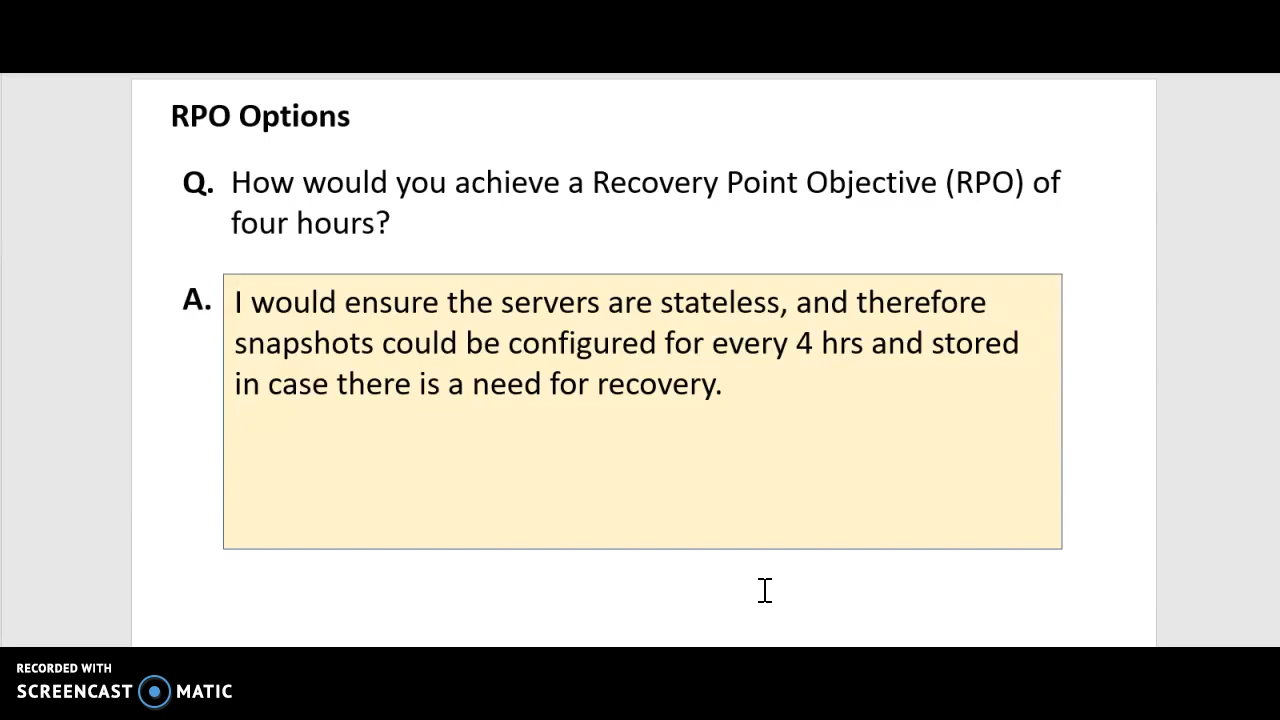 RPO Options
Q. How would you achieve a Recovery Point Objective (RPO) of
four hours?
A. I would ensure the servers are stateless, and therefore
snapshots could be configured for every 4 hrs and stored
in case there is a need for recovery.
RECORDED WITH
SCREENCAST MATIC